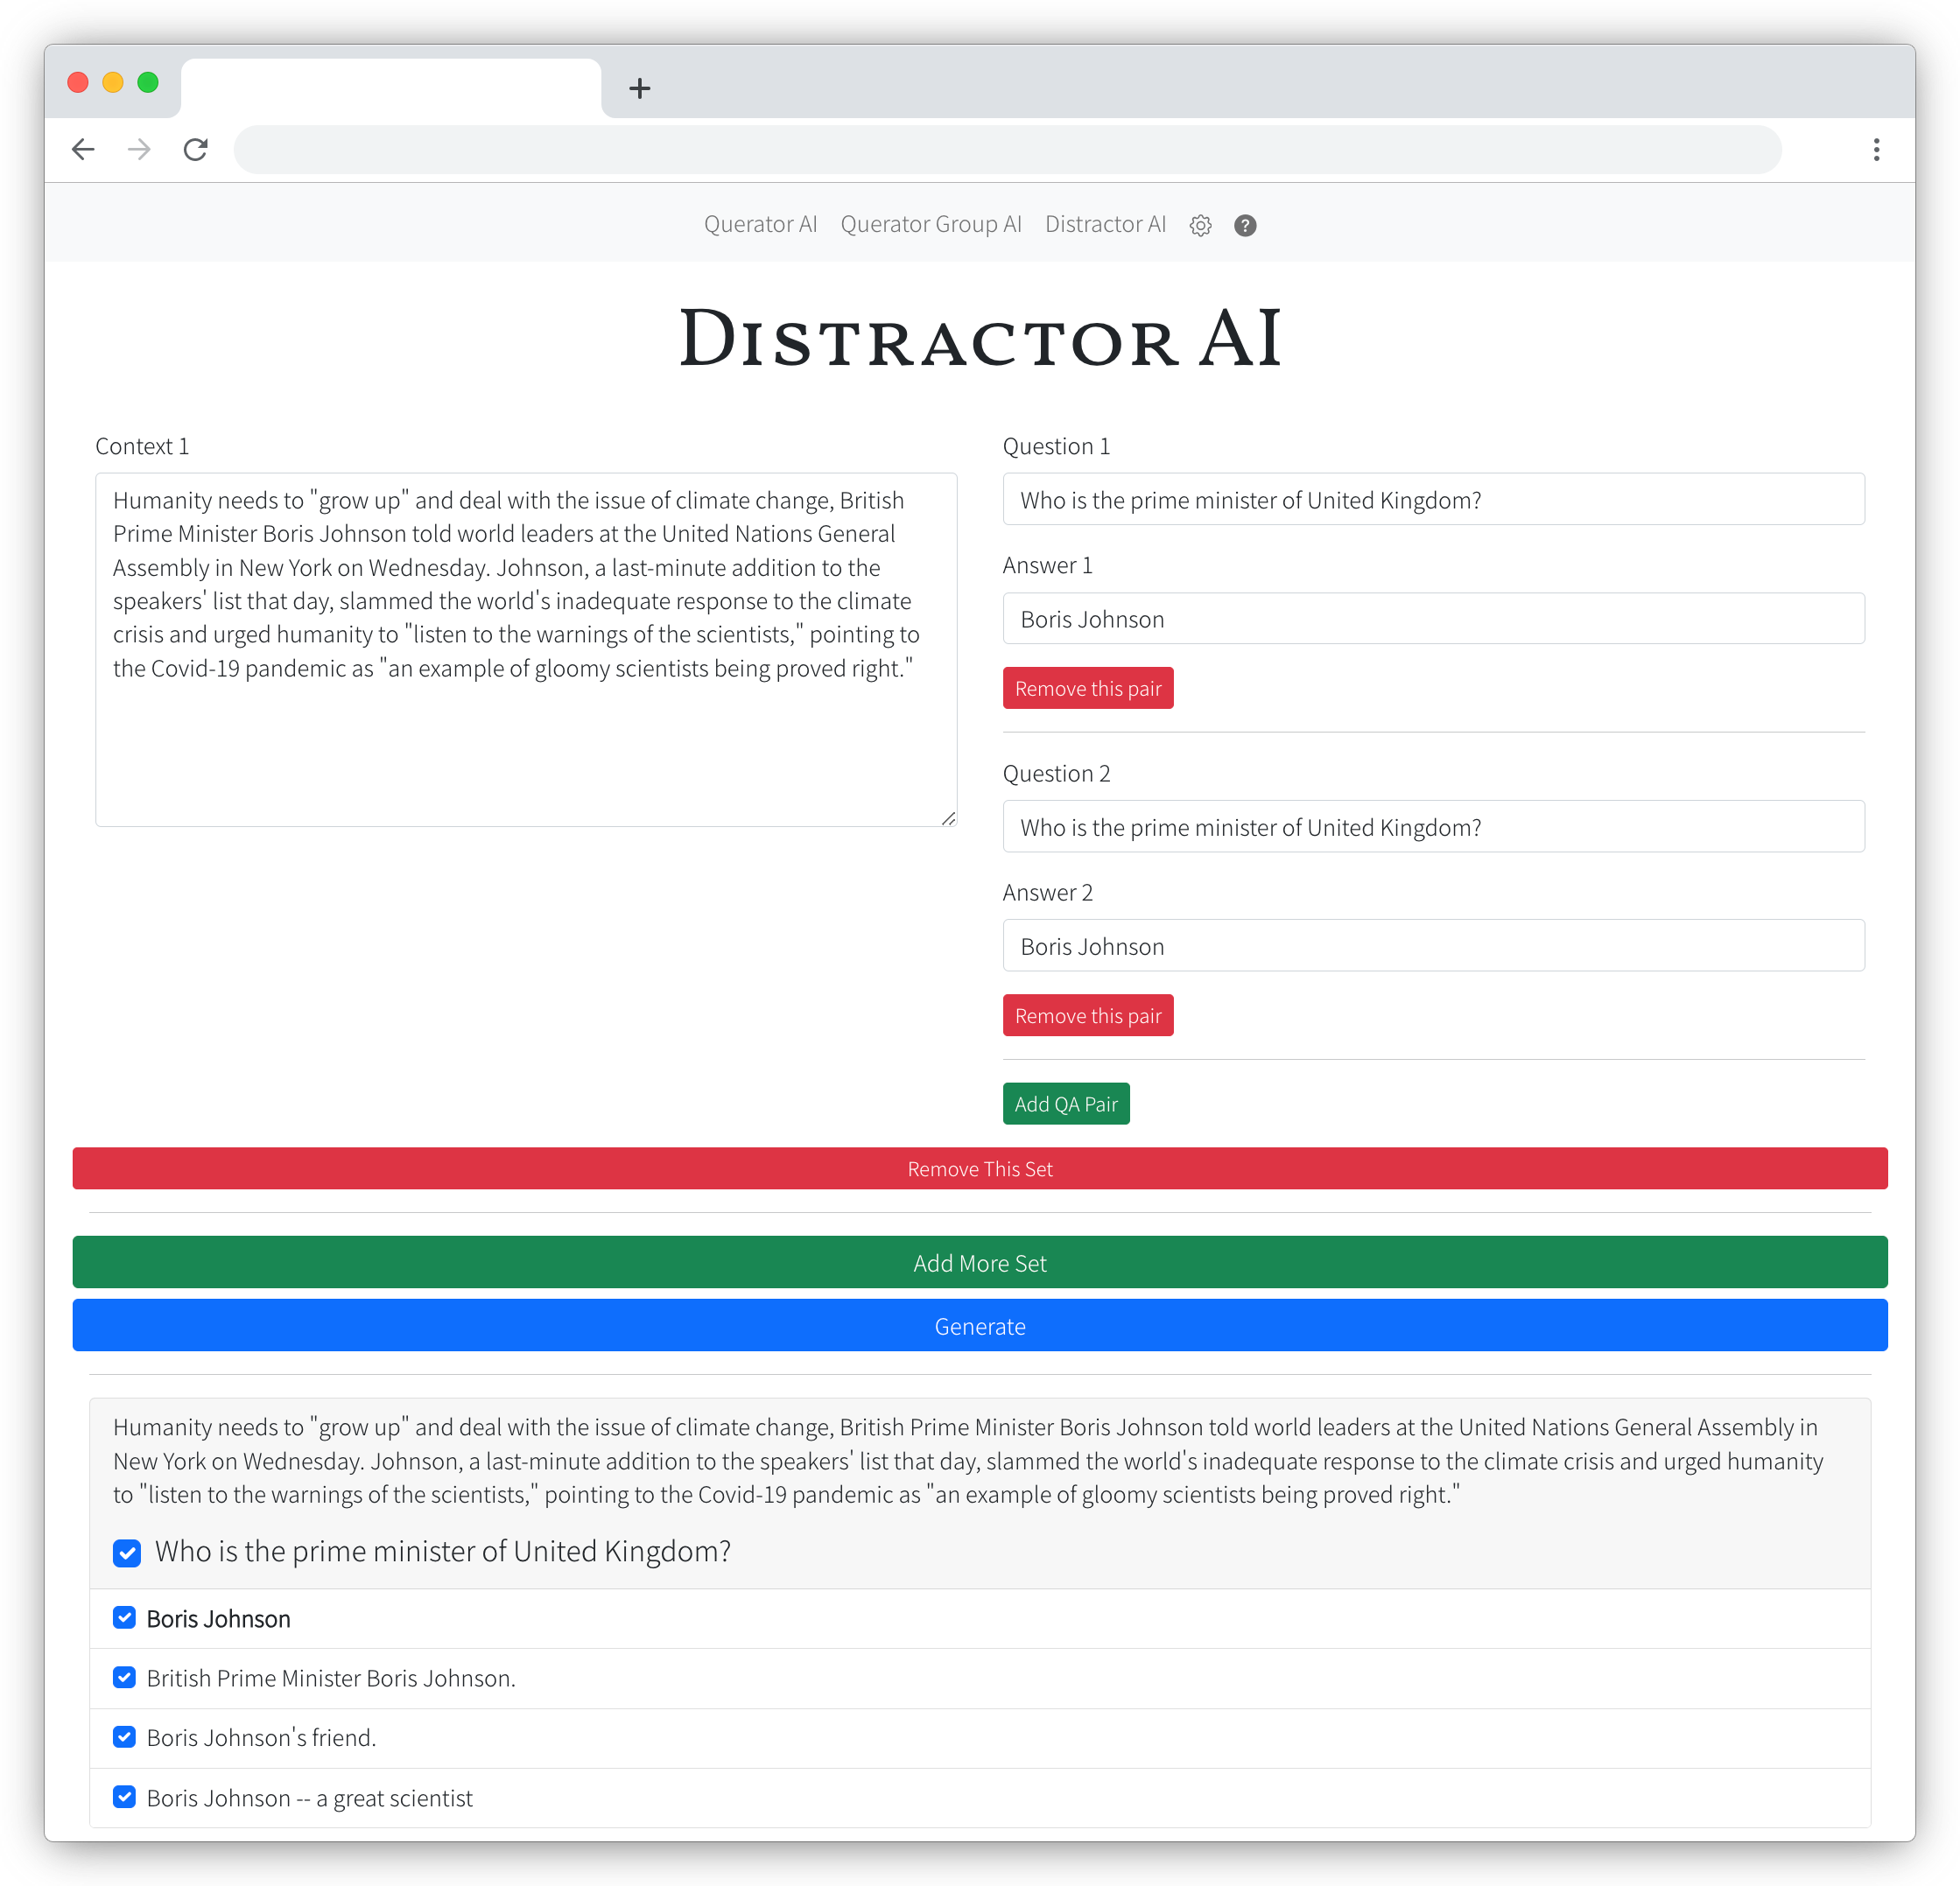 Querator AI Querator Group AI Distractor AI
Distractor AI
Context 1
Humanity needs to "grow up" and deal with the issue of climate change, British
Prime Minister Boris Johnson told world leaders at the United Nations General
Assembly in New York on Wednesday. Johnson, a last-minute addition to the
speakers' list that day, slammed the world's inadequate response to the climate
crisis and urged humanity to "listen to the warnings of the scientists," pointing to
the Covid-19 pandemic as "an example of gloomy scientists being proved right."
Question 1
Who is the prime minister of United Kingdom?
Answer 1
Boris Johnson
Remove this pair
Question 2
Who is the prime minister of United Kingdom?
Answer 2
Boris Johnson
Remove this pair
Add QA Pair
Remove This Set
Add More Set
Generate
Humanity needs to "grow up" and deal with the issue of climate change, British Prime Minister Boris Johnson told world leaders at the United Nations General Assembly in
New York on Wednesday. Johnson, a last-minute addition to the speakers' list that day, slammed the world's inadequate response to the climate crisis and urged humanity
to "listen to the warnings of the scientists," pointing to the Covid-19 pandemic as "an example of gloomy scientists being proved right."
Who is the prime minister of United Kingdom?
Boris Johnson
British Prime Minister Boris Johnson.
Boris Johnson's friend.
Boris Johnson -- a great scientist